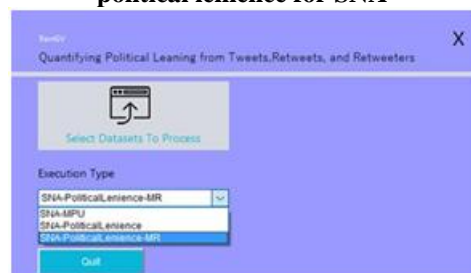 political lenience for SNA
X
Quantifying Political Leaning from Tweets,Retweets, and Retweeters
Select Datasets To Process
Execution Type
SNA-PoliticalLenience-MR
SNA-MPU
SNA-PoliticalLenience
SNA-PoliticalLenience-MR
Quit